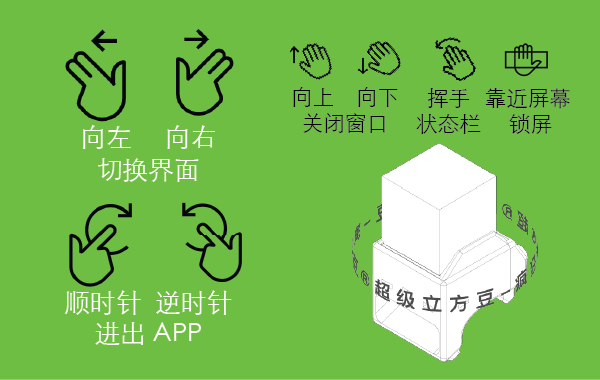 向左 向右
切换界面
顺时针 逆时针
进出 APP
向上 向下
关闭窗口
挥手
状态栏
靠近屏幕
锁屏
®超级立方豆－疯